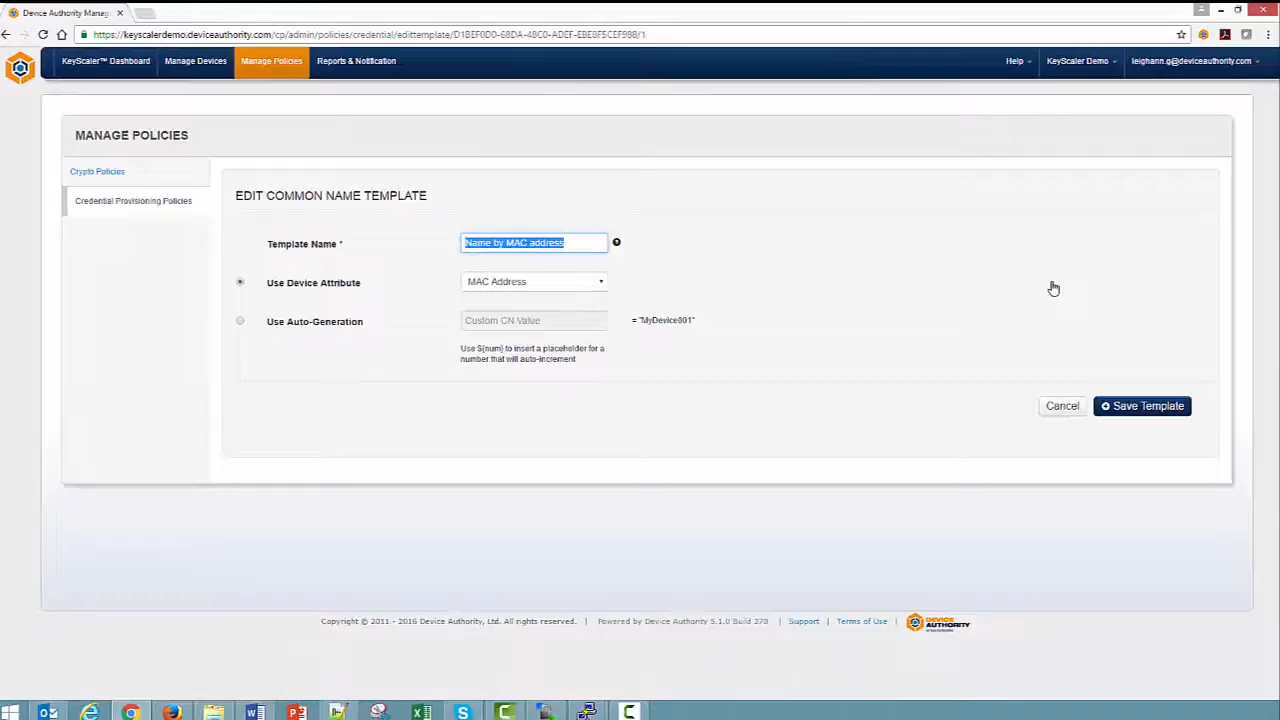 Device Authority Manag
https://keyscalerdemo.deviceauthority.com/cp/admin/policies/credential/edittemplate/D1BEF0D0-68DA-48C0-ADEF-EBE8F5CEF988/1
KeyScaler™ Dashboard Manage Devices Manage Policies Reports & Notification Help KeyScaler Demo leighann.g@deviceauthority.com
MANAGE POLICIES
Crypto Policies
Credential Provisioning Policies
EDIT COMMON NAME TEMPLATE
Template Name * Name by MAC address
Use Device Attribute MAC Address
Use Auto-Generation Custom CN Value = "MyDevice001"
Use ${num} to insert a placeholder for a
number that will auto-increment
Cancel Save Template
Copyright © 2011 - 2016 Device Authority, Ltd. All rights reserved. | Powered by Device Authority 5.1.0 Build 270 | Support | Terms of Use | DEVICE
AUTHORITY